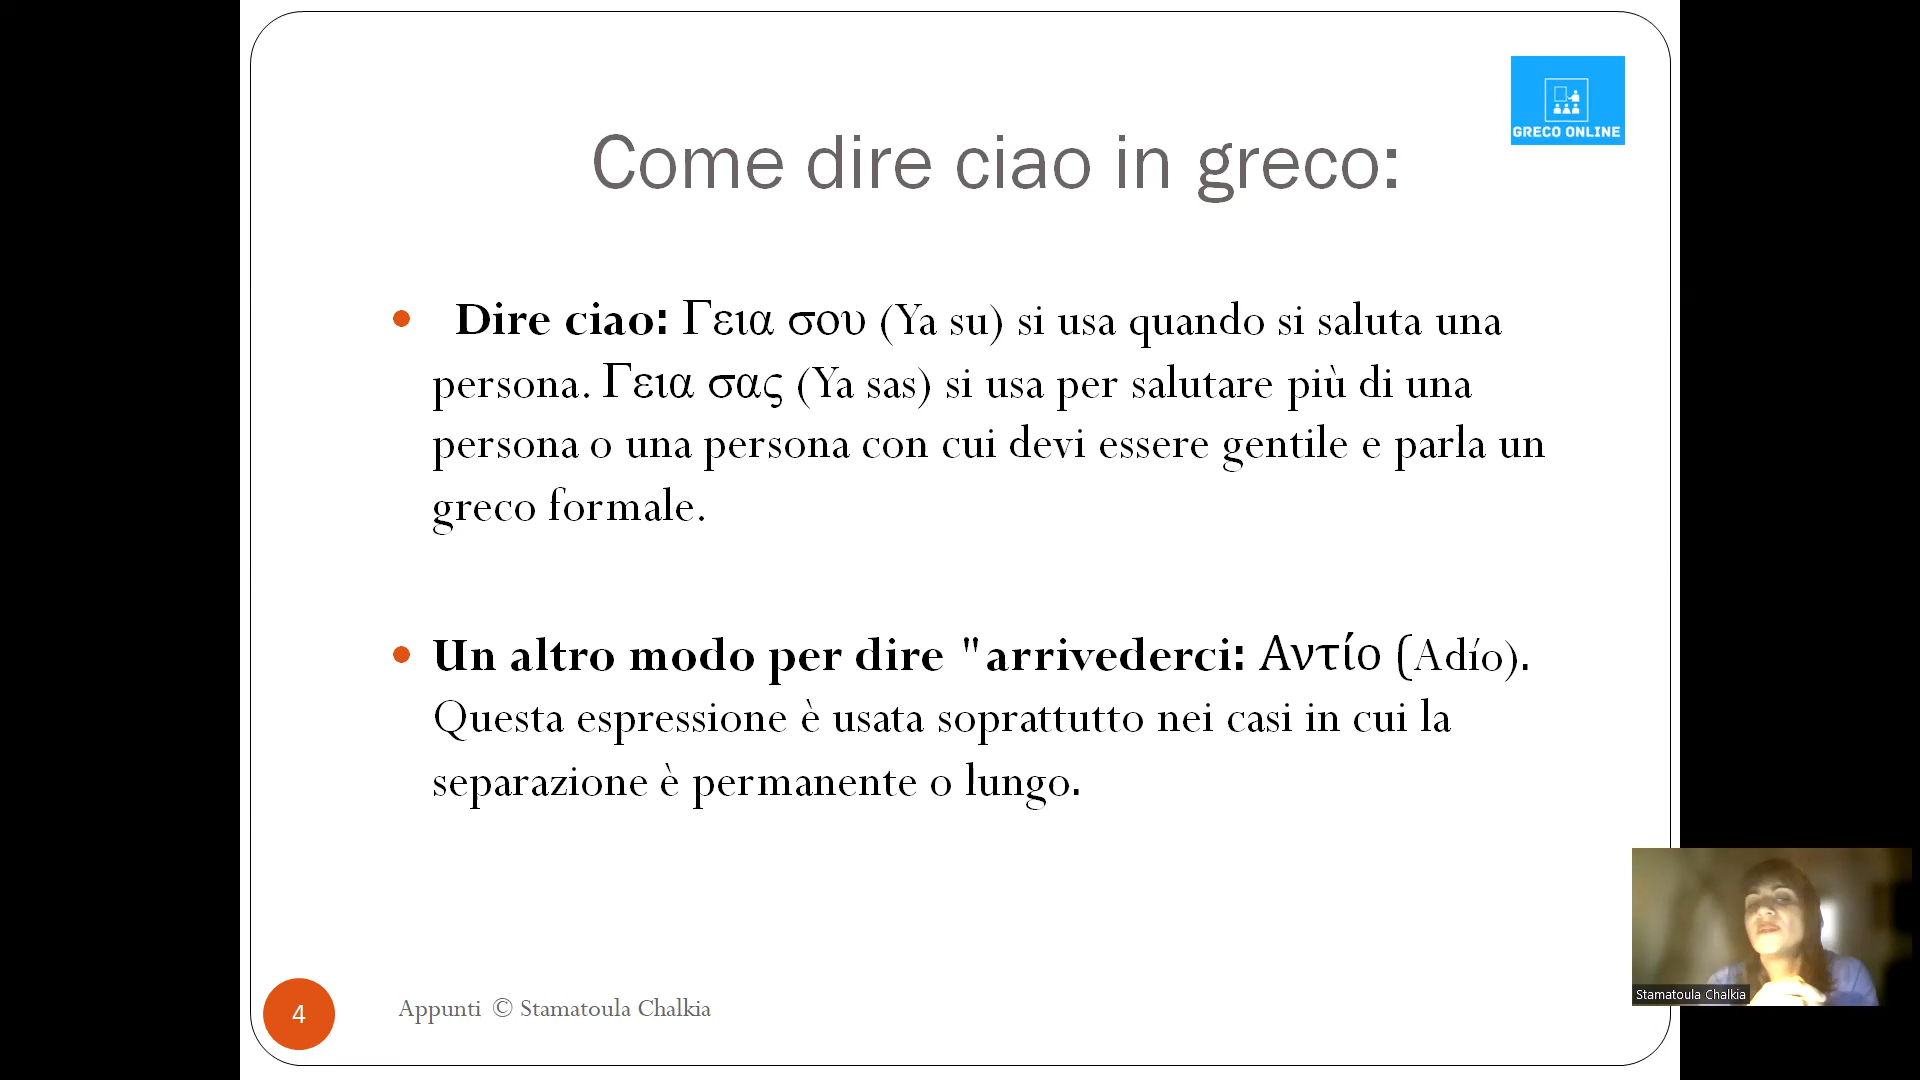 GRECO ONLINE
Come dire ciao in greco:
• Dire ciao: Γεια σου (Ya su) si usa quando si saluta una
persona. Γεια σας (Ya sas) si usa per salutare più di una
persona o una persona con cui devi essere gentile e parla un
greco formale.
• Un altro modo per dire "arrivederci: Αντίο (Adío).
Questa espressione è usata soprattutto nei casi in cui la
separazione è permanente o lungo.
Stamatoula Chalkia
4
Appunti © Stamatoula Chalkia